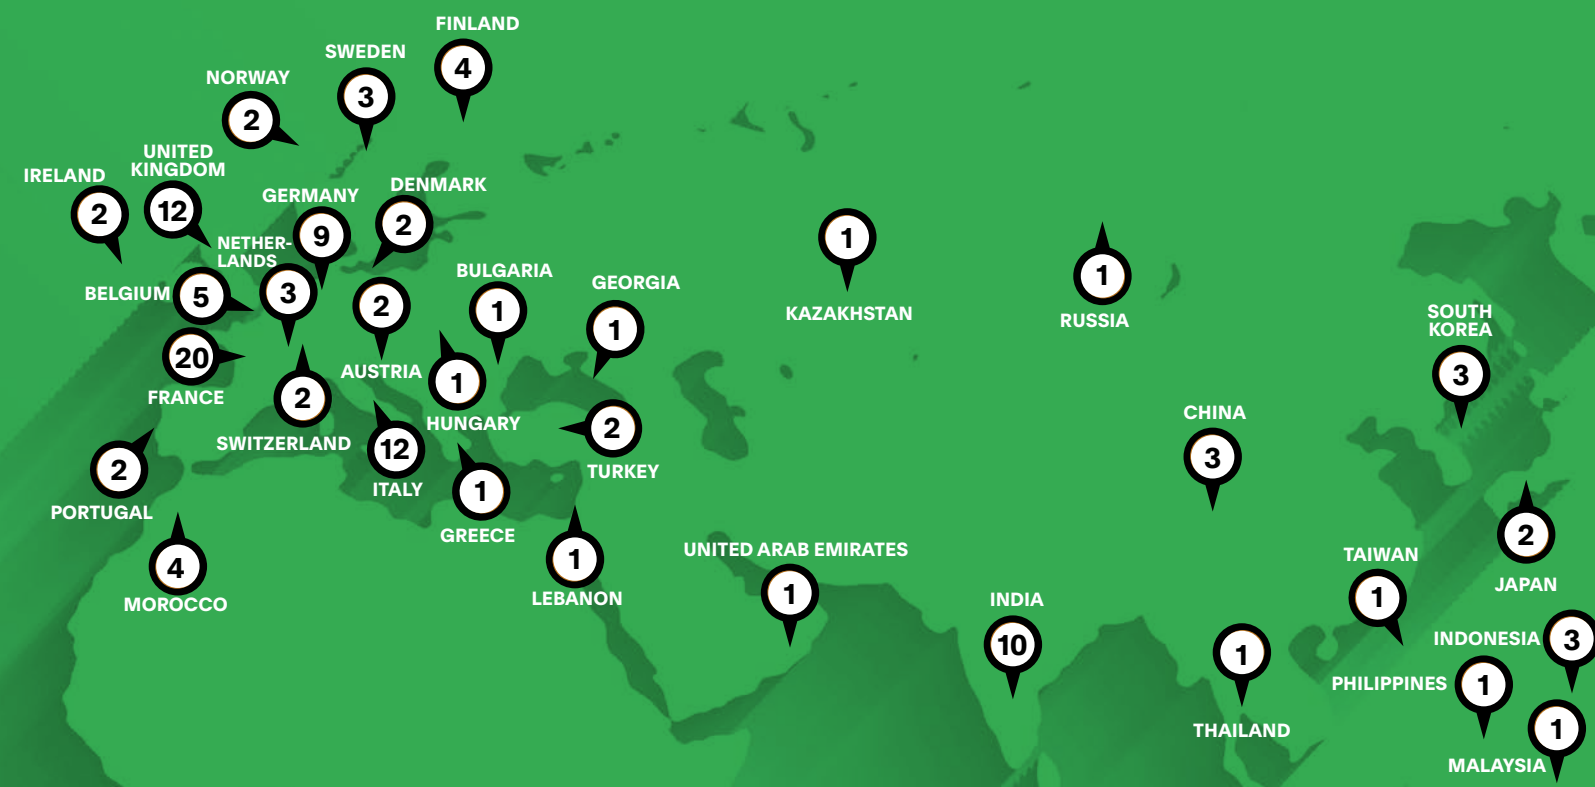 FINLAND
4
SWEDEN
3
NORWAY
2
UNITED
KINGDOM
12
IRELAND
2
GERMANY
9
DENMARK
2
NETHER-
LANDS
3
BELGIUM
5
FRANCE
20
SWITZERLAND
2
AUSTRIA
2
BULGARIA
1
GEORGIA
1
HUNGARY
1
TURKEY
2
ITALY
12
GREECE
1
PORTUGAL
2
MOROCCO
4
LEBANON
1
UNITED ARAB EMIRATES
1
KAZAKHSTAN
1
RUSSIA
1
INDIA
10
CHINA
3
SOUTH
KOREA
3
JAPAN
2
TAIWAN
1
THAILAND
1
INDONESIA
3
PHILIPPINES
1
MALAYSIA
1